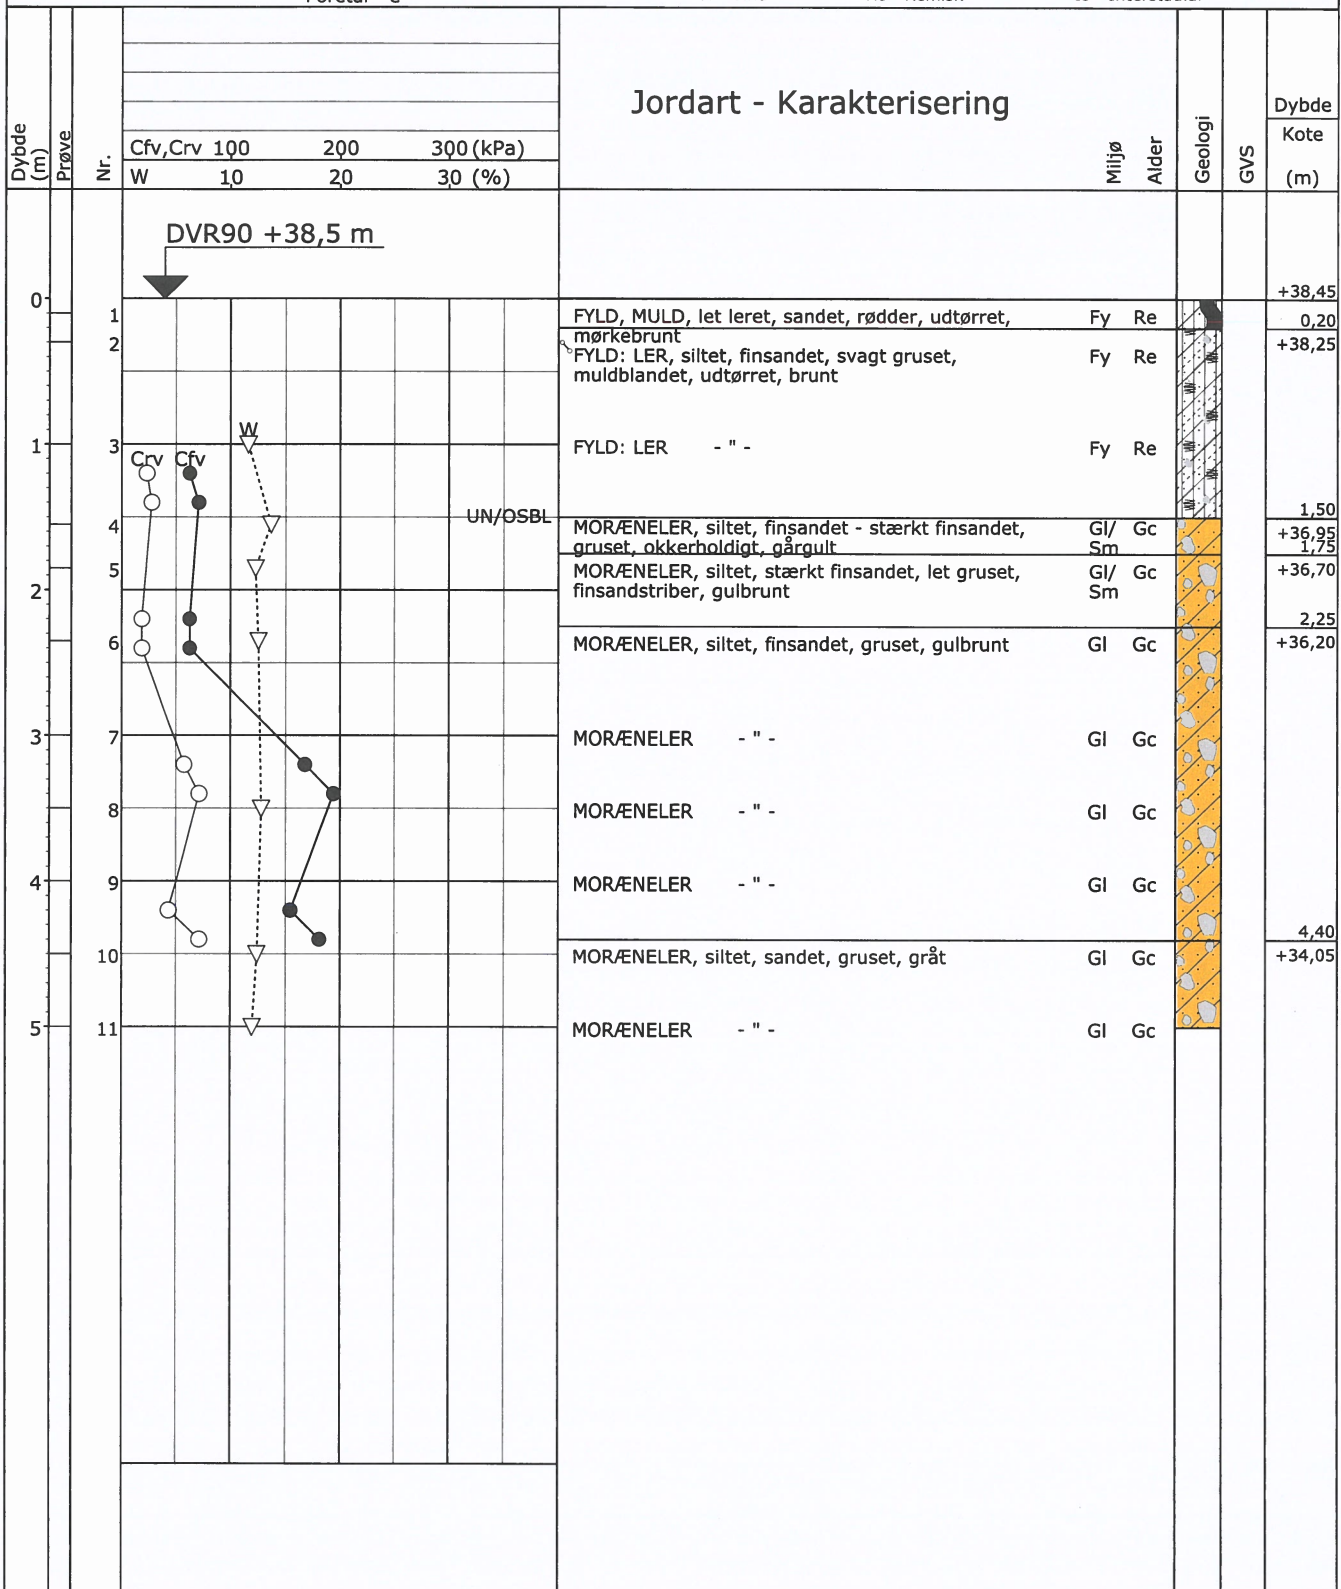 Jordart - Karakterisering
Dybde (m)
Prøve
Nr.
Cfv,Crv 100 200 300 (kPa)
W 10 20 30 (%)
Miljø
Alder
Geologi
GVS
Dybde
Kote
(m)
DVR90 +38,5 m
+38,45
0
1 FYLD, MULD, let leret, sandet, rødder, udtørret, Fy Re 0,20
mørkebrunt
2 +38,25
FYLD: LER, siltet, finsandet, svagt gruset, Fy Re
muldblandet, udtørret, brunt
W
1 3 FYLD: LER - " - Fy Re
Crv Cfv
UN/OSBL 1,50
4 MORÆNELER, siltet, finsandet - stærkt finsandet, Gl/ Gc +36,95
gruset, okkerholdigt, gårgult Sm 1,75
5 MORÆNELER, siltet, stærkt finsandet, let gruset, Gl/ Gc +36,70
2 finsandstriber, gulbrunt Sm
2,25
6 MORÆNELER, siltet, finsandet, gruset, gulbrunt Gl Gc +36,20
3 7 MORÆNELER - " - Gl Gc
8 MORÆNELER - " - Gl Gc
4 9 MORÆNELER - " - Gl Gc
4,40
10 MORÆNELER, siltet, sandet, gruset, gråt Gl Gc +34,05
5 11 MORÆNELER - " - Gl Gc